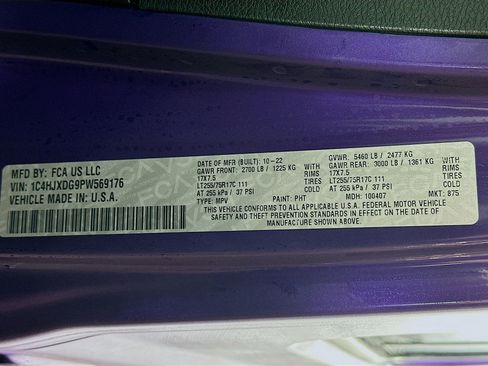 MFD BY: FCA US LLC
VIN: 1C4HJXDG9PW569176
VEHICLE MADE IN U.S.A.
DATE OF MFR (BUILT): 10-22 GVWR: 5460 LB / 2477 KG
GAWR FRONT: 2700 LB / 1225 KG WITH GAWR REAR: 3000 LB / 1361 KG WITH
17X7.5 RIMS 17X7.5 RIMS
LT255/75R17C 111 TIRES LT255/75R17C 111 TIRES
AT 255 kPa / 37 PSI COLD AT 255 kPa / 37 PSI COLD
TYPE: MPV PAINT: PHT MDH: 100407 MKT: 875
THIS VEHICLE CONFORMS TO ALL APPLICABLE U.S.A. FEDERAL MOTOR VEHICLE
SAFETY AND THEFT PREVENTION STANDARDS IN EFFECT ON THE DATE OF
MANUFACTURE SHOWN ABOVE.